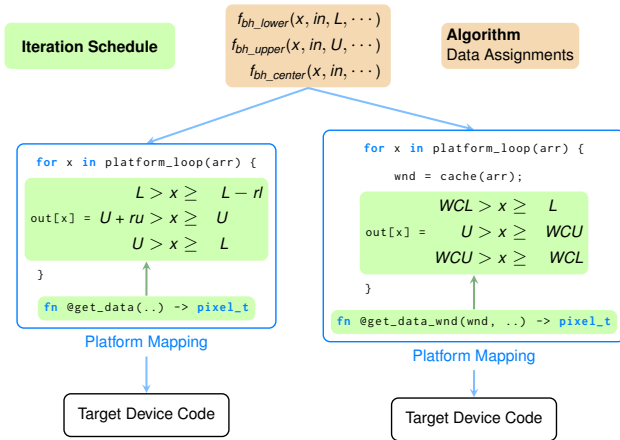 f_bh_lower(x, in, L, ···)
f_bh_upper(x, in, U, ···)
f_bh_center(x, in, ···)
Iteration Schedule
Algorithm
Data Assignments
for x in platform_loop(arr) {
L > x ≥ L − rl
out[x] = U + ru > x ≥ U
U > x ≥ L
}
fn @get_data(..) -> pixel_t
Platform Mapping
Target Device Code
for x in platform_loop(arr) {
wnd = cache(arr);
WCL > x ≥ L
out[x] = U > x ≥ WCU
WCU > x ≥ WCL
}
fn @get_data_wnd(wnd, ..) -> pixel_t
Platform Mapping
Target Device Code